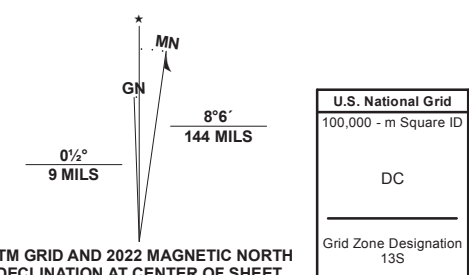 ★
MN
GN
8°6´
144 MILS
0½°
9 MILS
TM GRID AND 2022 MAGNETIC NORTH
DECLINATION AT CENTER OF SHEET
U.S. National Grid
100,000 - m Square ID
DC
Grid Zone Designation
13S